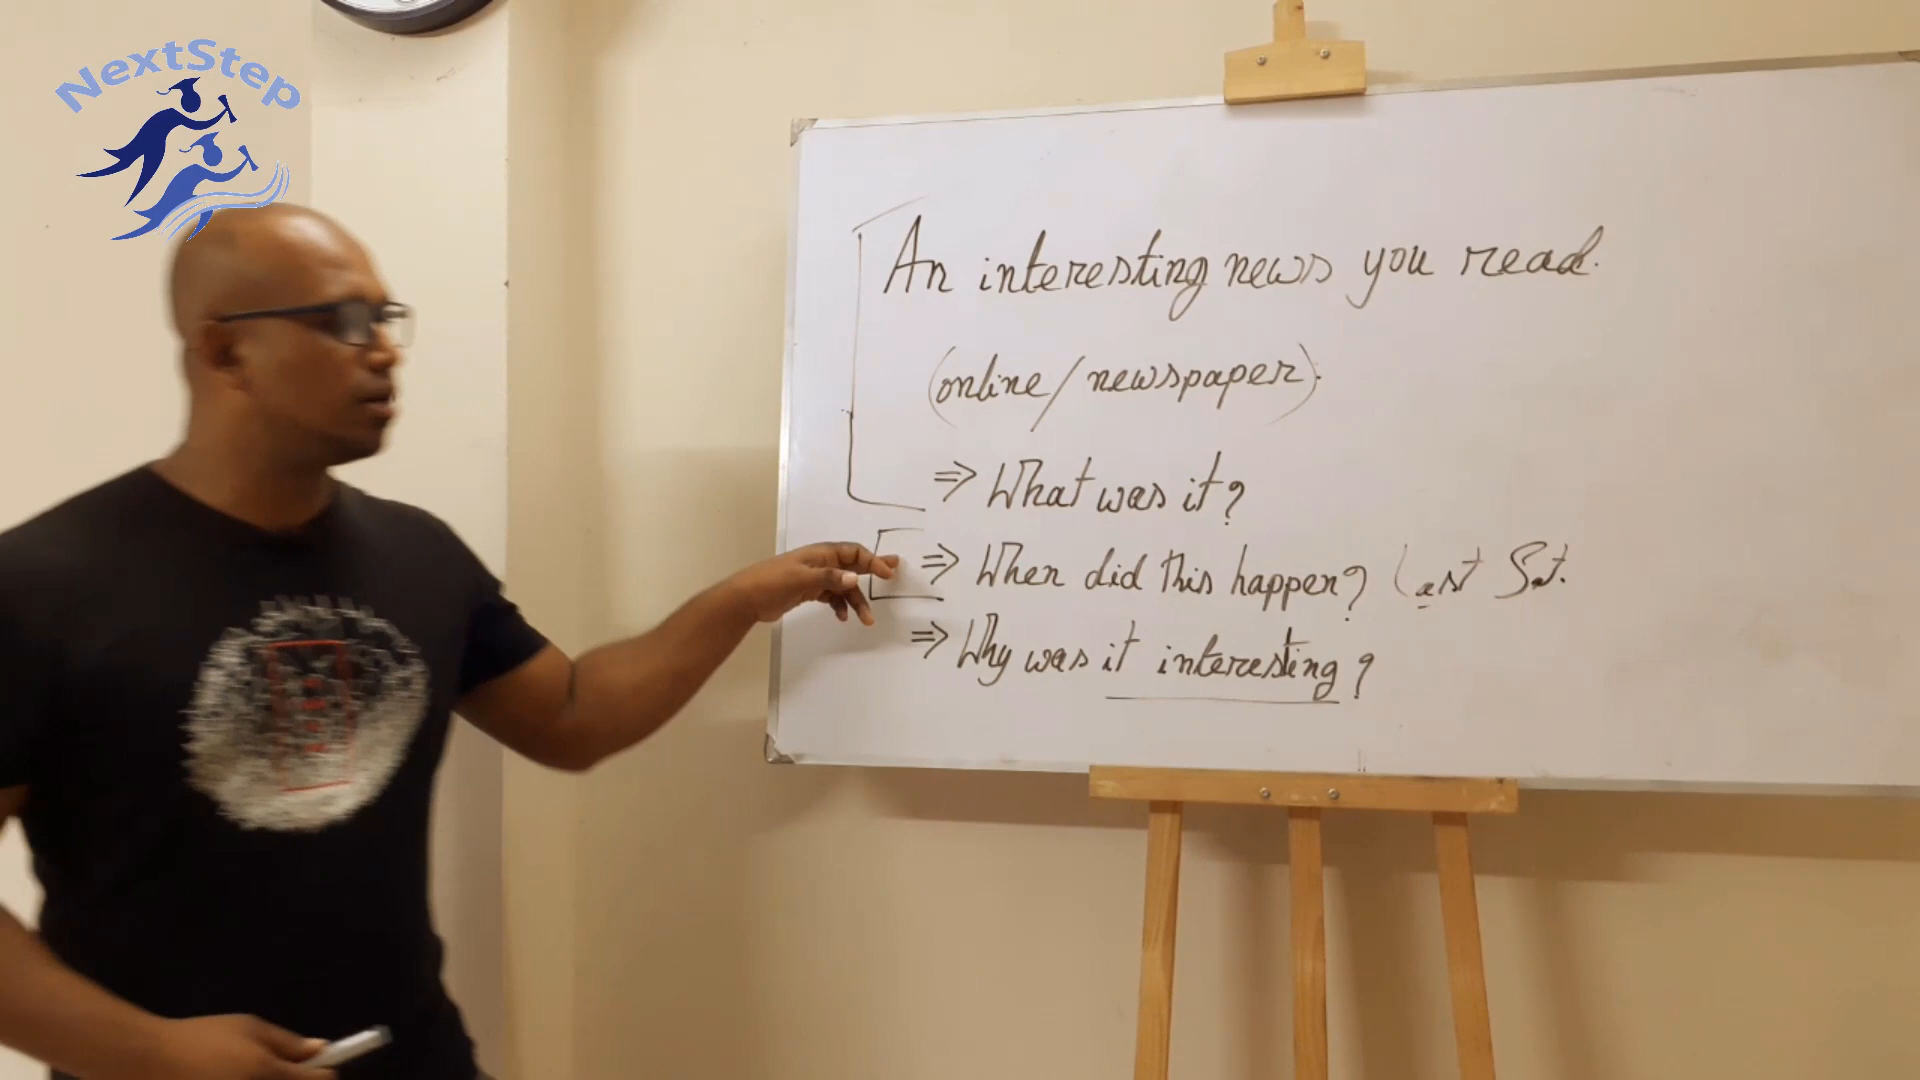 NextStep
An interesting news you read.
(online/newspaper).
⇒ What was it?
⇒ When did this happen? Last Sat.
⇒ Why was it interesting?